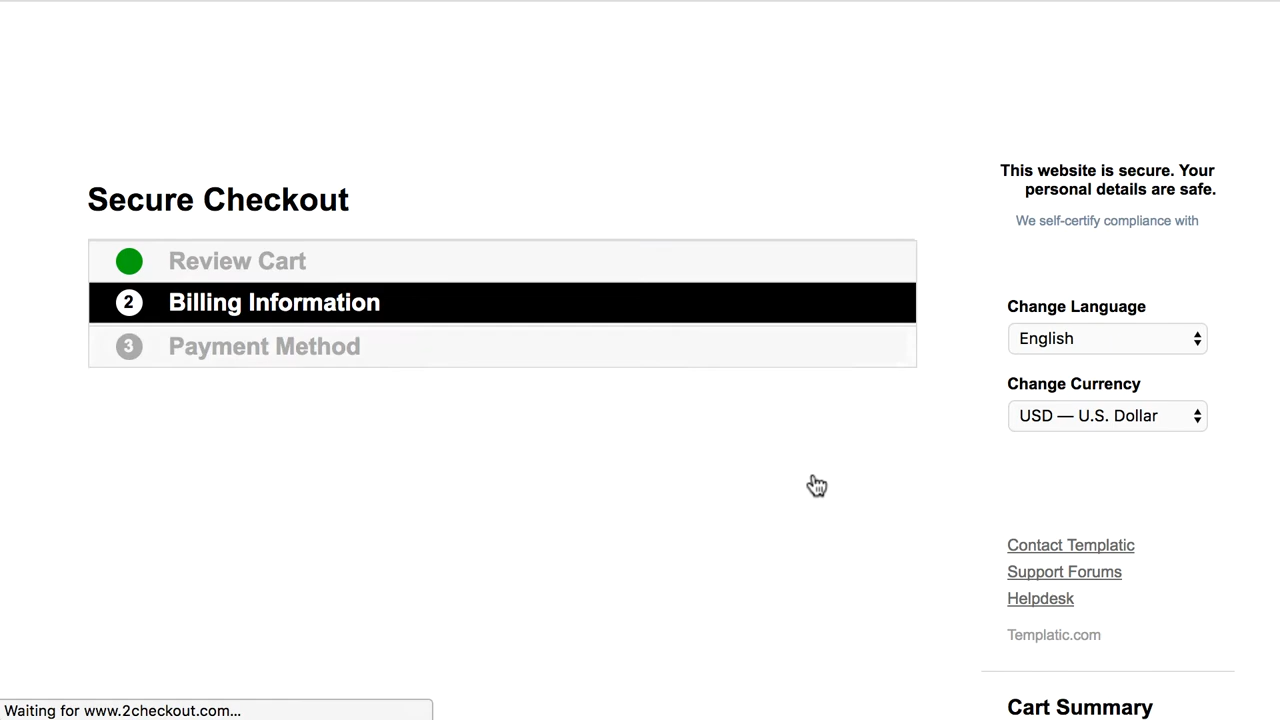 Secure Checkout
Review Cart
2 Billing Information
3 Payment Method
This website is secure. Your
personal details are safe.
We self-certify compliance with
Change Language
English
Change Currency
USD — U.S. Dollar
Contact Templatic
Support Forums
Helpdesk
Templatic.com
Cart Summary
Waiting for www.2checkout.com...